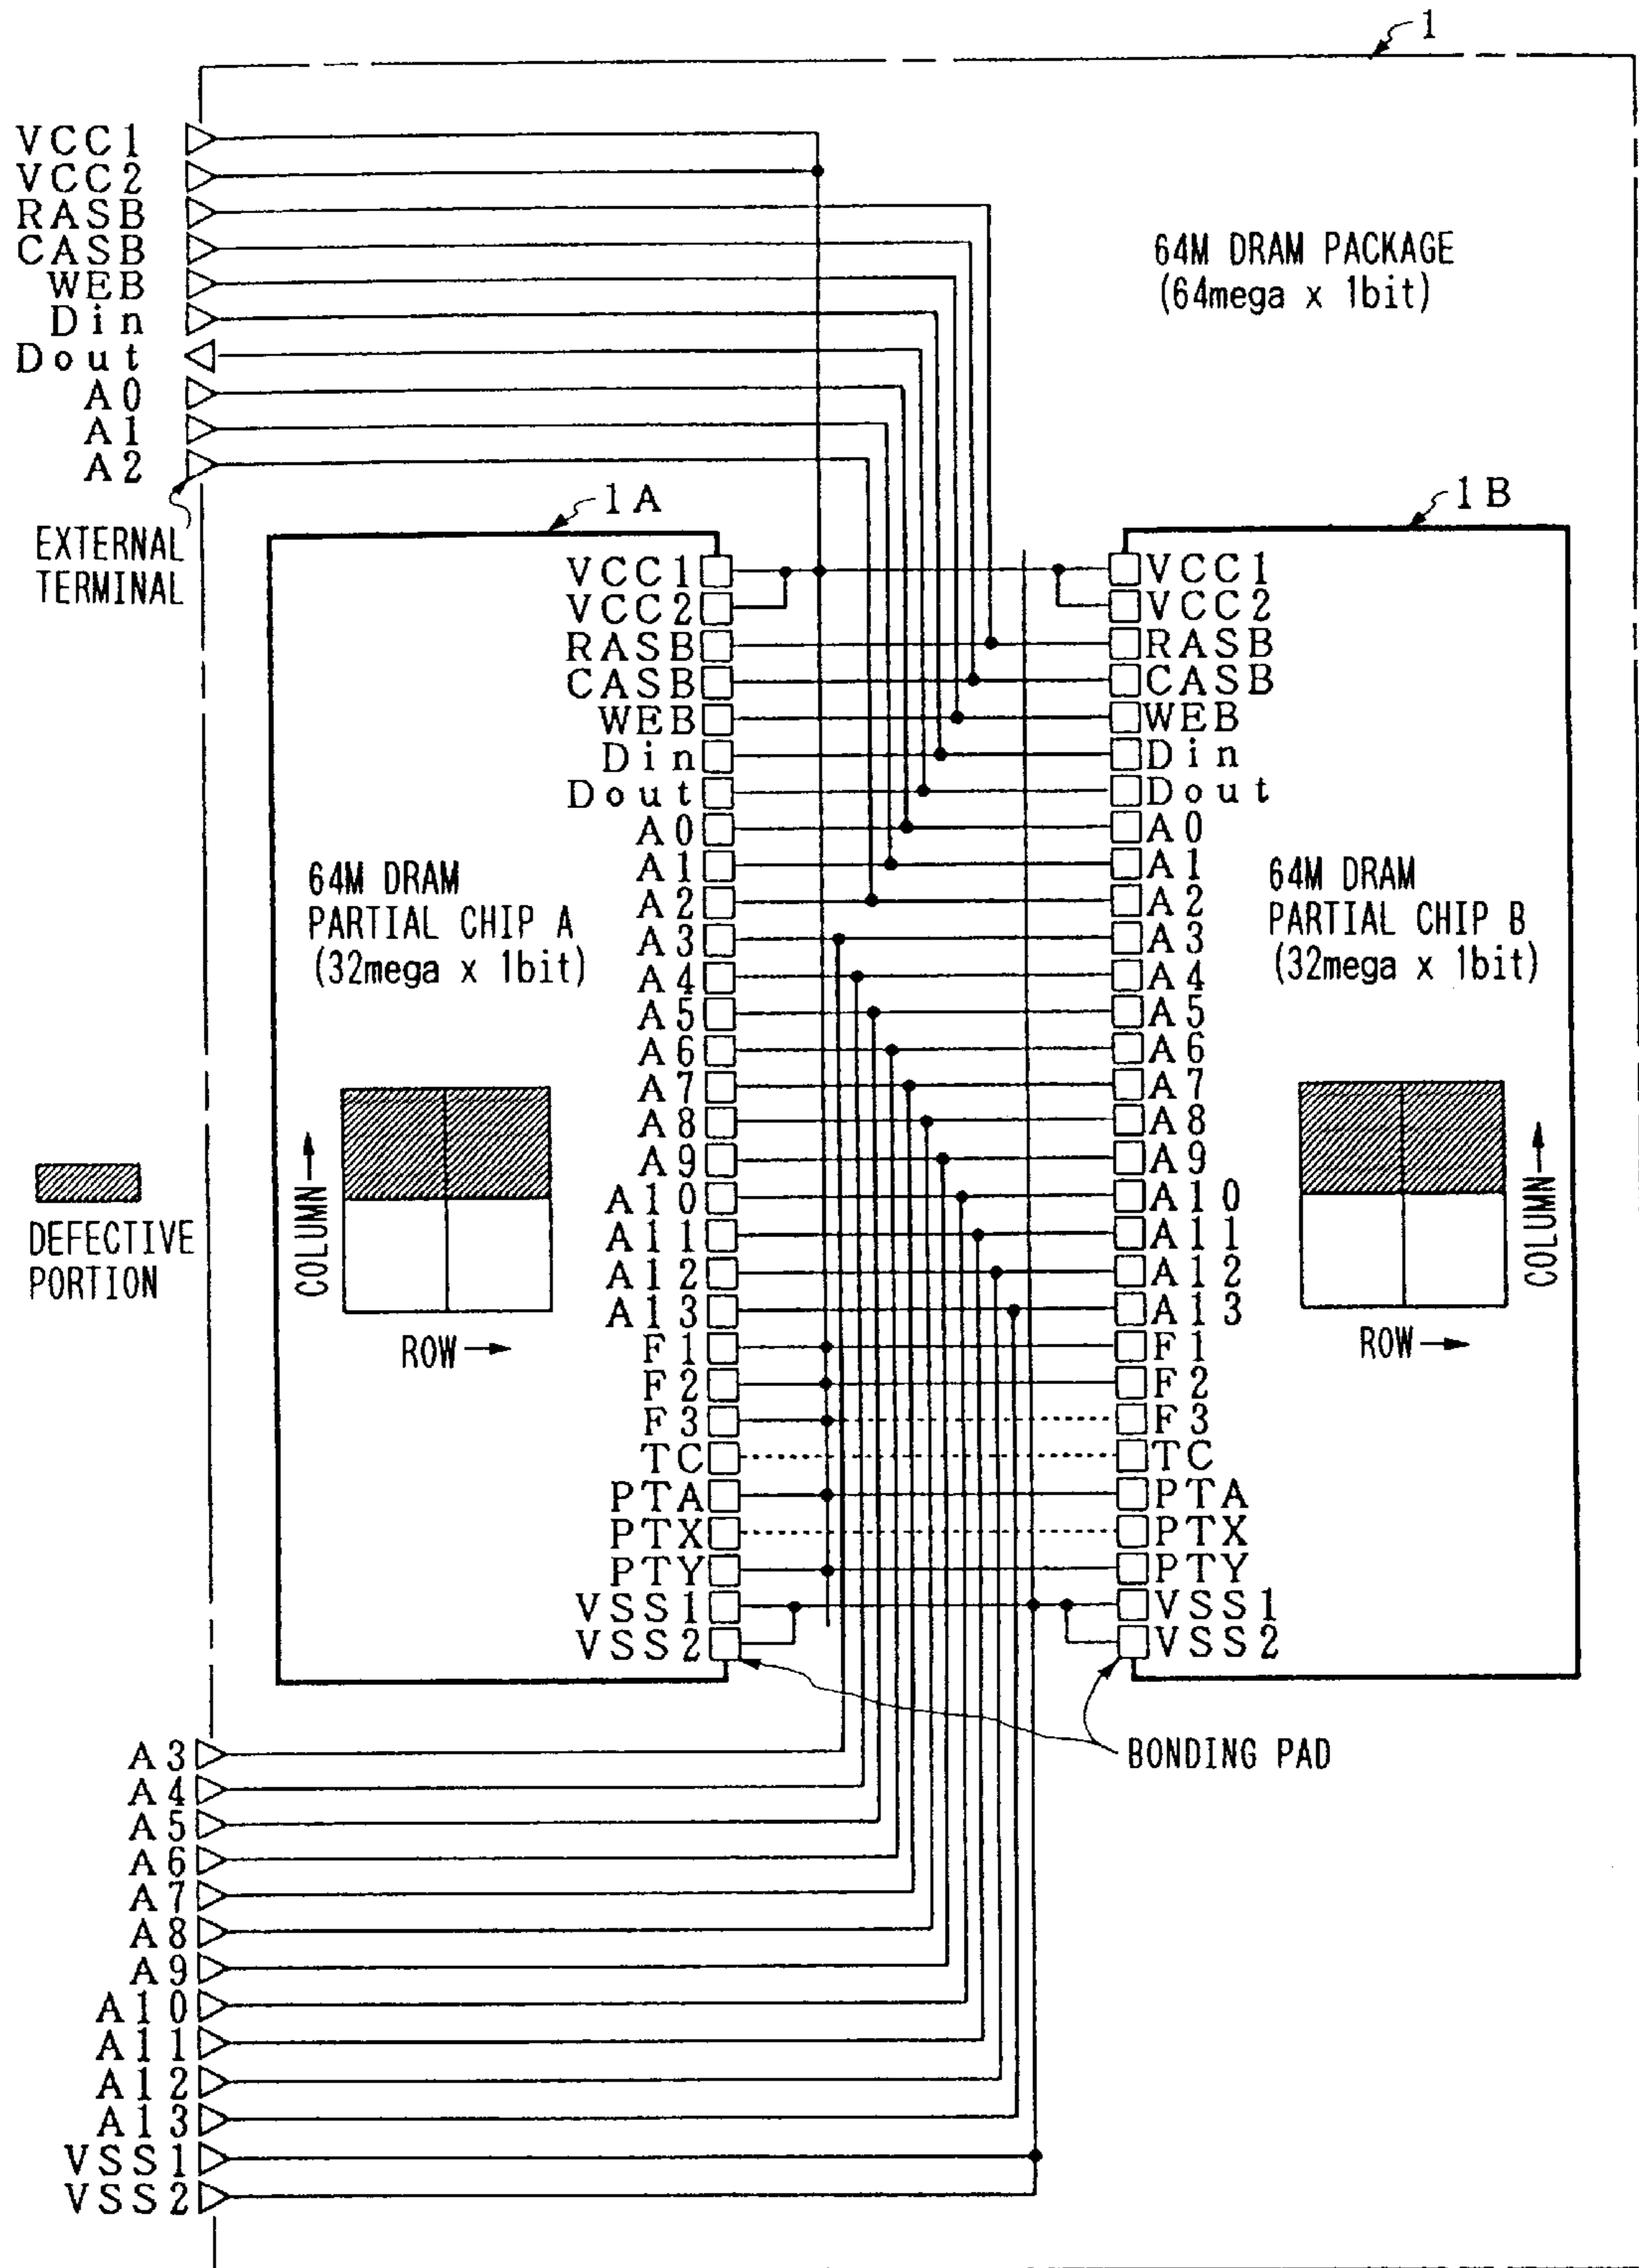 1
VCC1
VCC2
RASB
CASB
WEB
Din
Dout
A0
A1
A2
EXTERNAL
TERMINAL
64M DRAM PACKAGE
(64mega x 1bit)
1A
VCC1
VCC2
RASB
CASB
WEB
Din
Dout
A0
A1
A2
A3
A4
A5
A6
A7
A8
A9
A10
A11
A12
A13
F1
F2
F3
TC
PTA
PTX
PTY
VSS1
VSS2
64M DRAM
PARTIAL CHIP A
(32mega x 1bit)
COLUMN
ROW
1B
VCC1
VCC2
RASB
CASB
WEB
Din
Dout
A0
A1
A2
A3
A4
A5
A6
A7
A8
A9
A10
A11
A12
A13
F1
F2
F3
TC
PTA
PTX
PTY
VSS1
VSS2
64M DRAM
PARTIAL CHIP B
(32mega x 1bit)
COLUMN
ROW
DEFECTIVE
PORTION
BONDING PAD
A3
A4
A5
A6
A7
A8
A9
A10
A11
A12
A13
VSS1
VSS2